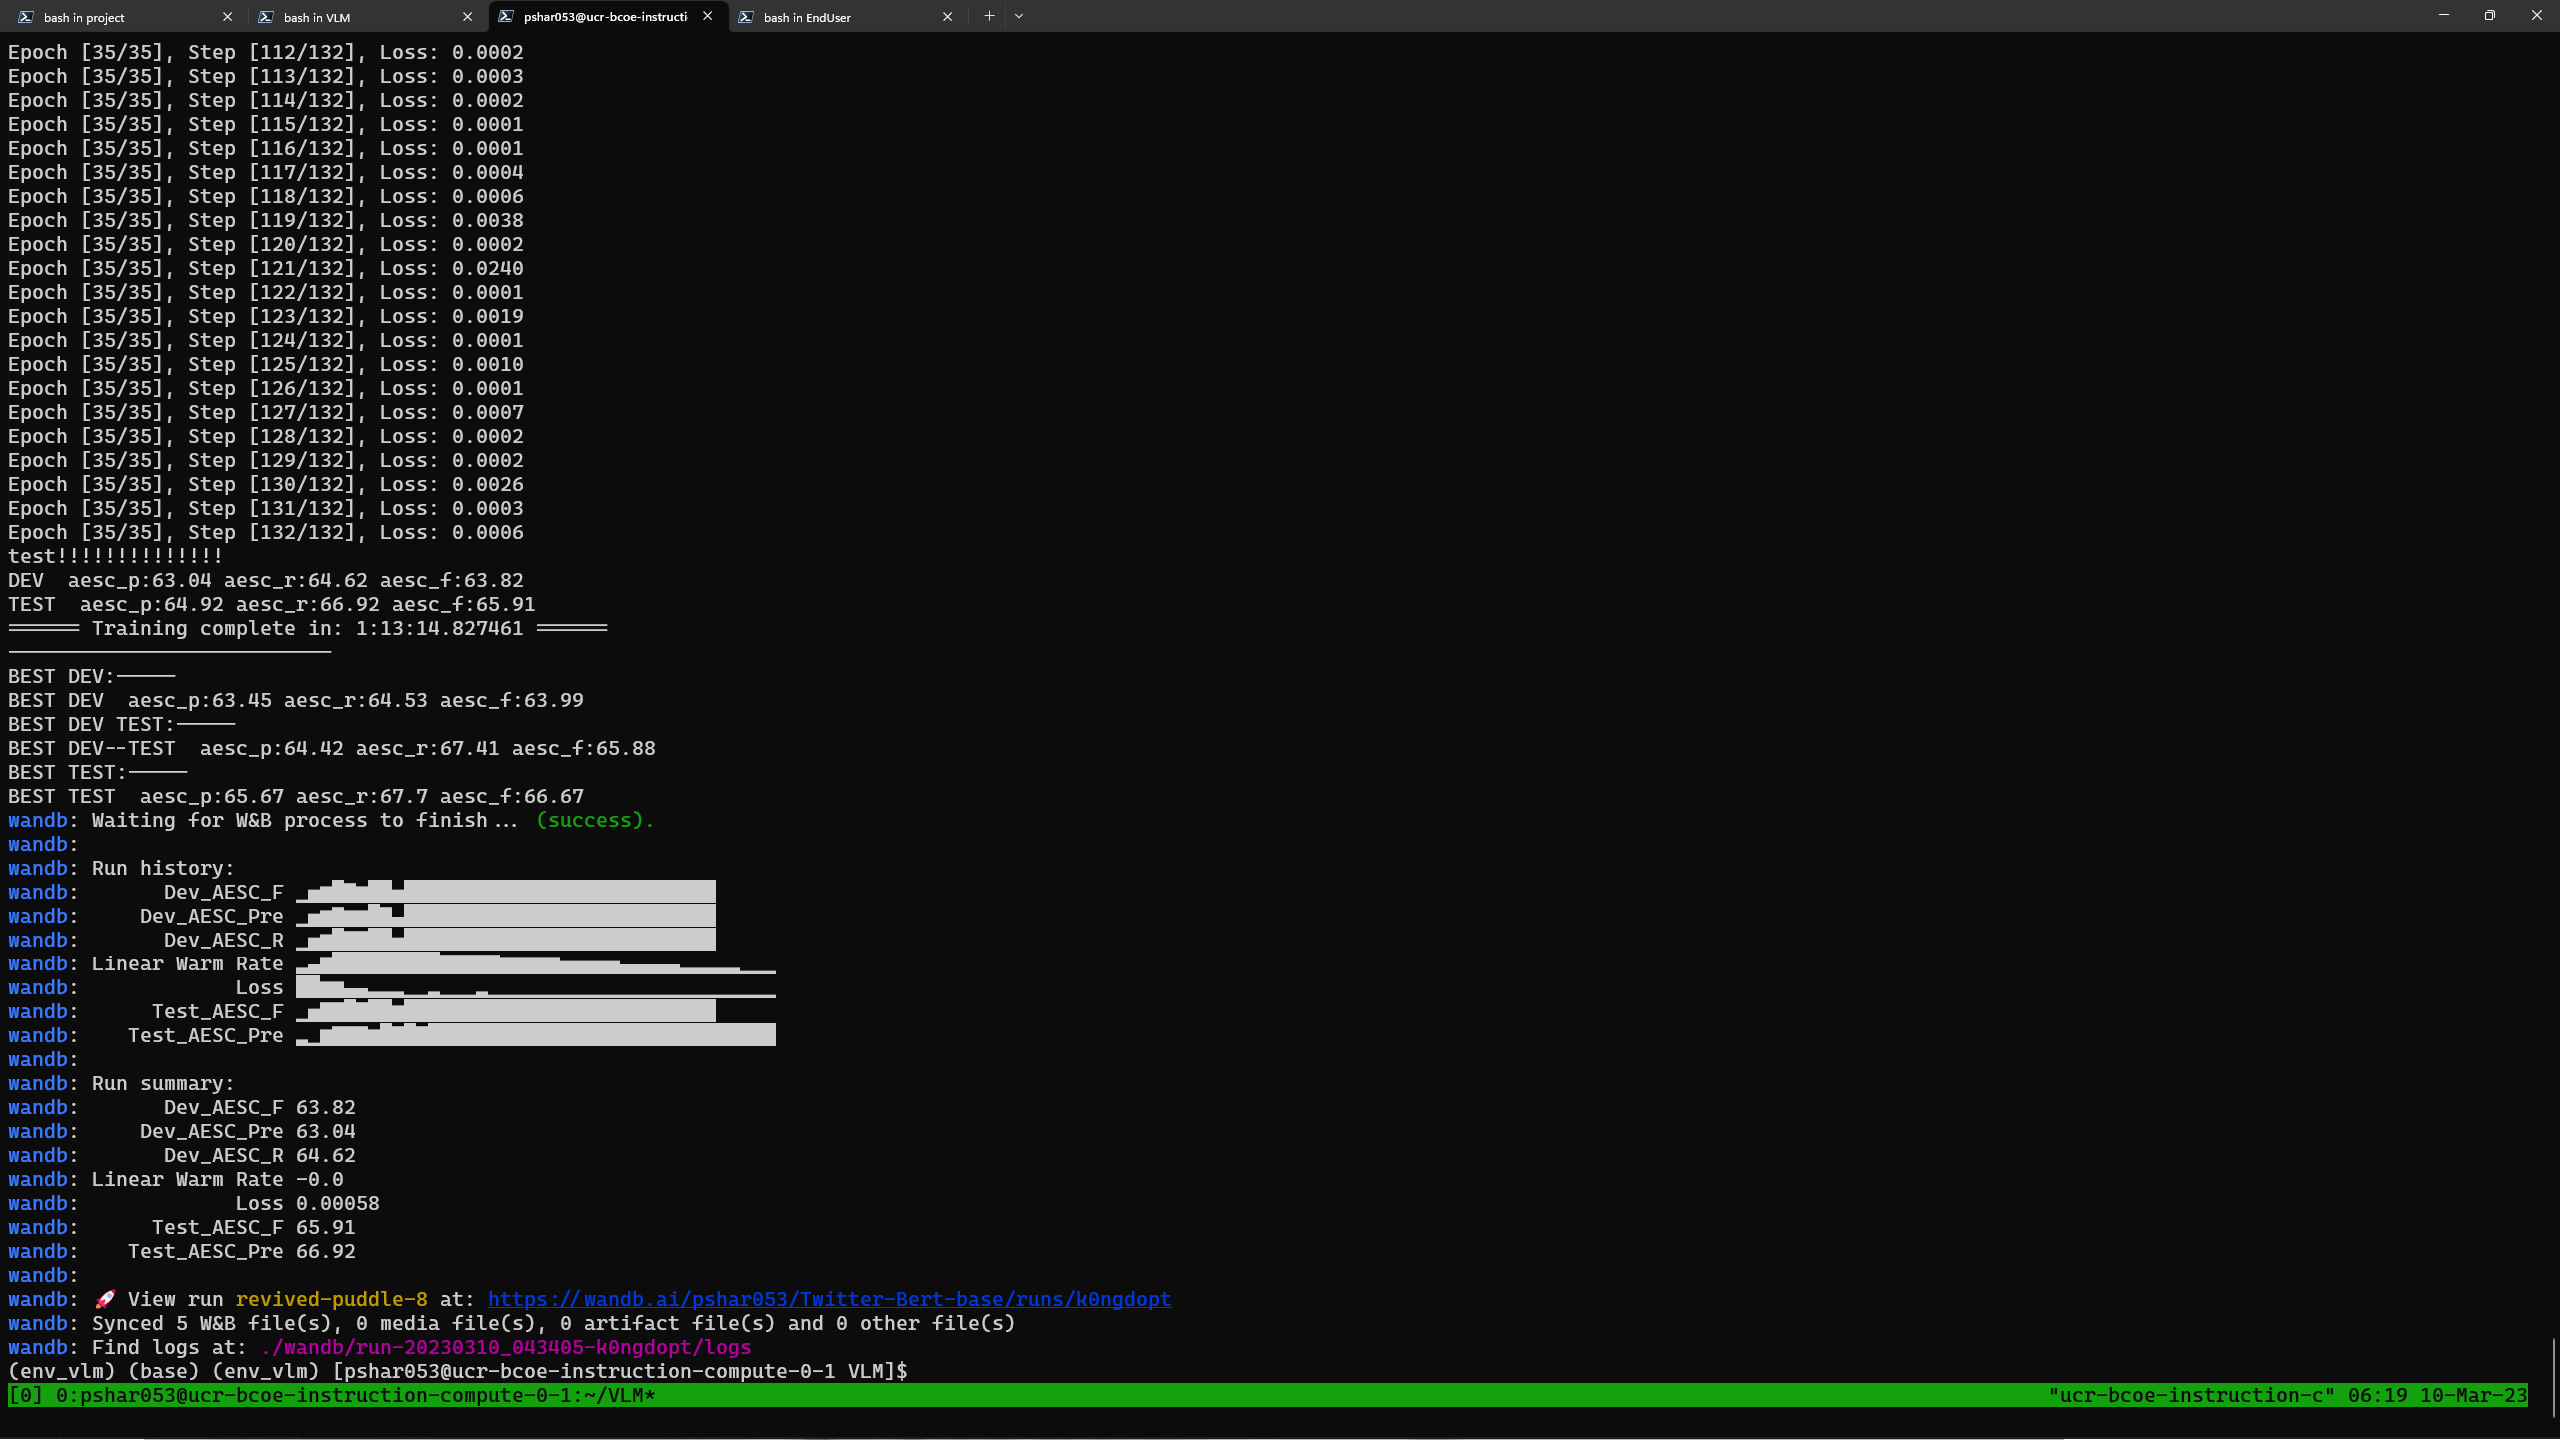 bash in project
bash in VLM
pshar053@ucr-bcoe-instructi
bash in EndUser
Epoch [35/35], Step [112/132], Loss: 0.0002
Epoch [35/35], Step [113/132], Loss: 0.0003
Epoch [35/35], Step [114/132], Loss: 0.0002
Epoch [35/35], Step [115/132], Loss: 0.0001
Epoch [35/35], Step [116/132], Loss: 0.0001
Epoch [35/35], Step [117/132], Loss: 0.0004
Epoch [35/35], Step [118/132], Loss: 0.0006
Epoch [35/35], Step [119/132], Loss: 0.0038
Epoch [35/35], Step [120/132], Loss: 0.0002
Epoch [35/35], Step [121/132], Loss: 0.0240
Epoch [35/35], Step [122/132], Loss: 0.0001
Epoch [35/35], Step [123/132], Loss: 0.0019
Epoch [35/35], Step [124/132], Loss: 0.0001
Epoch [35/35], Step [125/132], Loss: 0.0010
Epoch [35/35], Step [126/132], Loss: 0.0001
Epoch [35/35], Step [127/132], Loss: 0.0007
Epoch [35/35], Step [128/132], Loss: 0.0002
Epoch [35/35], Step [129/132], Loss: 0.0002
Epoch [35/35], Step [130/132], Loss: 0.0026
Epoch [35/35], Step [131/132], Loss: 0.0003
Epoch [35/35], Step [132/132], Loss: 0.0006
test!!!!!!!!!!!!!!
DEV  aesc_p:63.04 aesc_r:64.62 aesc_f:63.82
TEST  aesc_p:64.92 aesc_r:66.92 aesc_f:65.91
====== Training complete in: 1:13:14.827461 ======
---------------------------
BEST DEV:-----
BEST DEV  aesc_p:63.45 aesc_r:64.53 aesc_f:63.99
BEST DEV TEST:-----
BEST DEV--TEST  aesc_p:64.42 aesc_r:67.41 aesc_f:65.88
BEST TEST:-----
BEST TEST  aesc_p:65.67 aesc_r:67.7 aesc_f:66.67
wandb: Waiting for W&B process to finish... (success).
wandb:
wandb: Run history:
wandb:       Dev_AESC_F
wandb:     Dev_AESC_Pre
wandb:       Dev_AESC_R
wandb: Linear Warm Rate
wandb:             Loss
wandb:      Test_AESC_F
wandb:    Test_AESC_Pre
wandb:
wandb: Run summary:
wandb:       Dev_AESC_F 63.82
wandb:     Dev_AESC_Pre 63.04
wandb:       Dev_AESC_R 64.62
wandb: Linear Warm Rate -0.0
wandb:             Loss 0.00058
wandb:      Test_AESC_F 65.91
wandb:    Test_AESC_Pre 66.92
wandb:
wandb: 🚀 View run revived-puddle-8 at: https://wandb.ai/pshar053/Twitter-Bert-base/runs/k0ngdopt
wandb: Synced 5 W&B file(s), 0 media file(s), 0 artifact file(s) and 0 other file(s)
wandb: Find logs at: ./wandb/run-20230310_043405-k0ngdopt/logs
(env_vlm) (base) (env_vlm) [pshar053@ucr-bcoe-instruction-compute-0-1 VLM]$
[0] 0:pshar053@ucr-bcoe-instruction-compute-0-1:~/VLM* "ucr-bcoe-instruction-c" 06:19 10-Mar-23